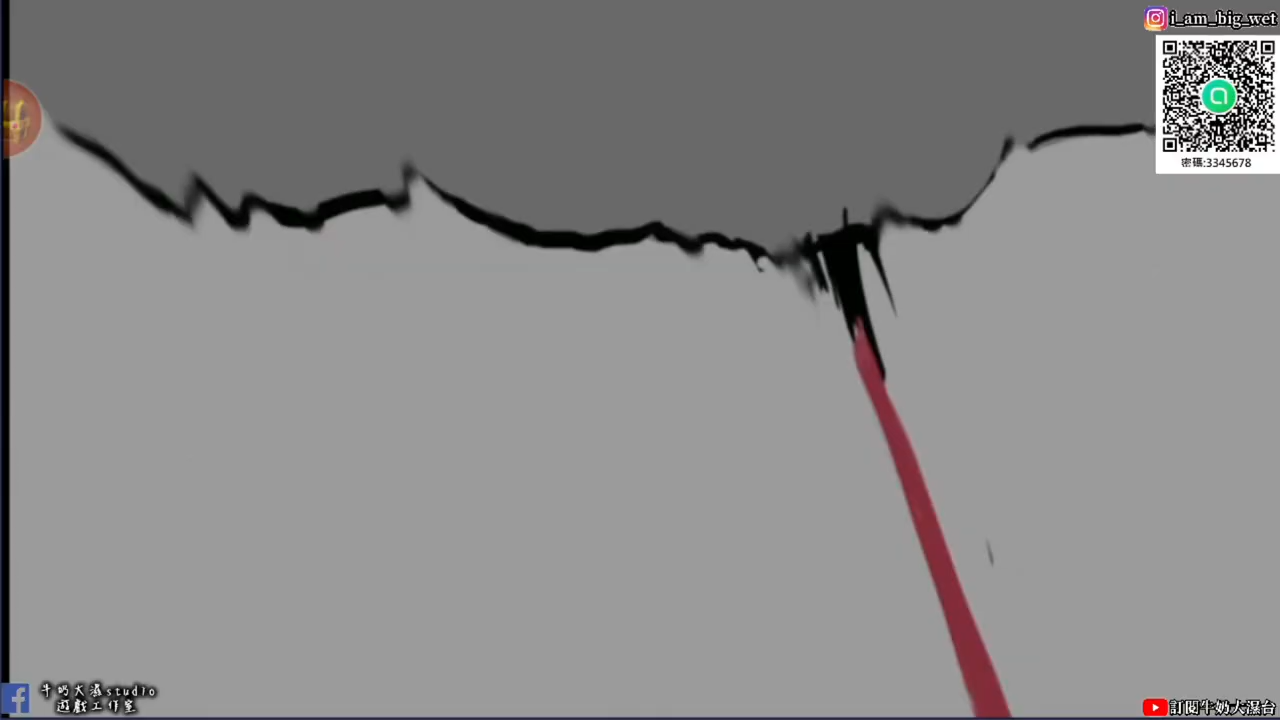 i_am_big_wet
密碼:3345678
牛奶大濕studio
遊戲工作室
訂閱牛奶大濕台